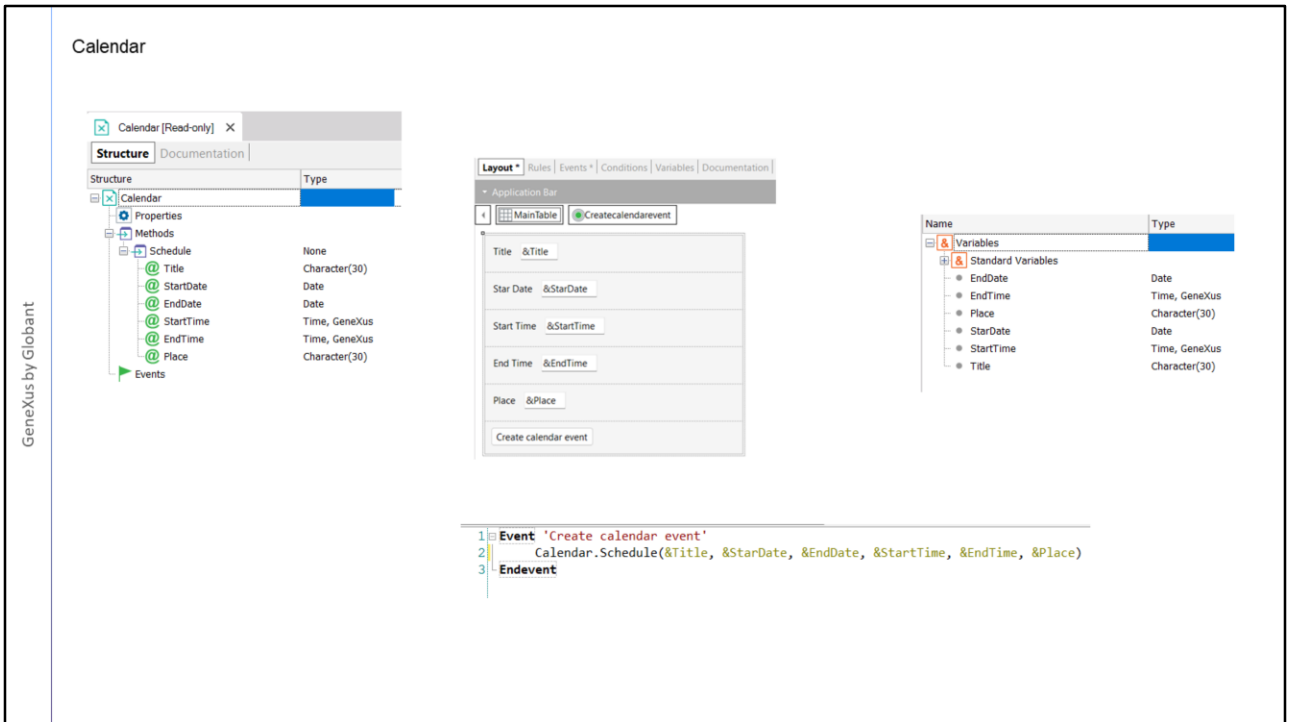 Calendar
GeneXus by Globant
Calendar [Read-only] X
Structure Documentation
Structure Type
Calendar
Properties
Methods
Schedule None
@ Title Character(30)
@ StartDate Date
@ EndDate Date
@ StartTime Time, GeneXus
@ EndTime Time, GeneXus
@ Place Character(30)
Events
Layout * Rules Events * Conditions Variables Documentation
Application Bar
MainTable Createcalendarevent
Title &Title
Star Date &StarDate
Start Time &StartTime
End Time &EndTime
Place &Place
Create calendar event
Name Type
& Variables
& Standard Variables
EndDate Date
EndTime Time, GeneXus
Place Character(30)
StarDate Date
StartTime Time, GeneXus
Title Character(30)
1 Event 'Create calendar event'
2 Calendar.Schedule(&Title, &StarDate, &EndDate, &StartTime, &EndTime, &Place)
3 Endevent